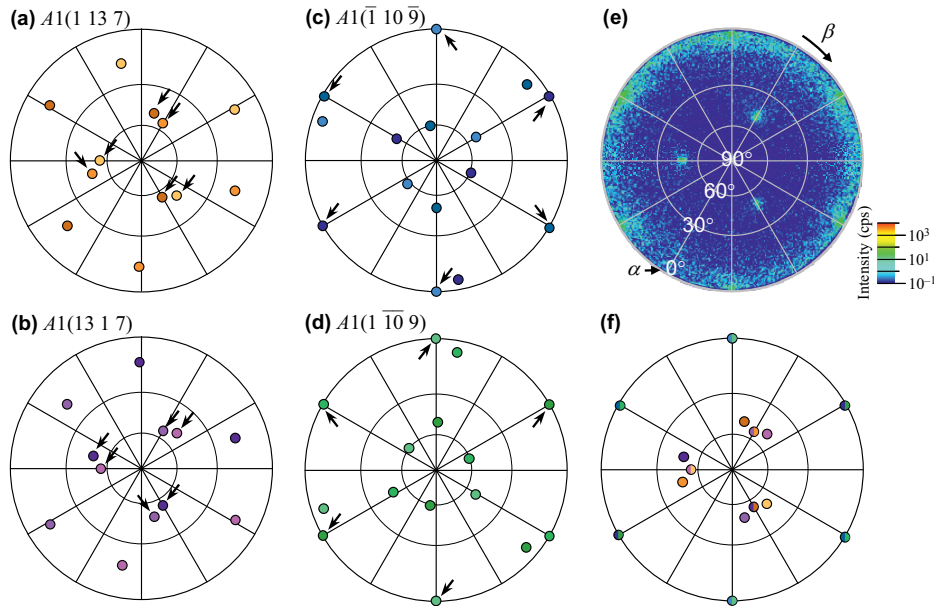 (a) A1(1 13 7)
(c) A1(1̅ 10 9̅)
(e)
β
90°
60°
30°
0°
α
Intensity (cps)
10³
10¹
10⁻¹
(b) A1(13 1 7)
(d) A1(1 1̅0̅ 9)
(f)